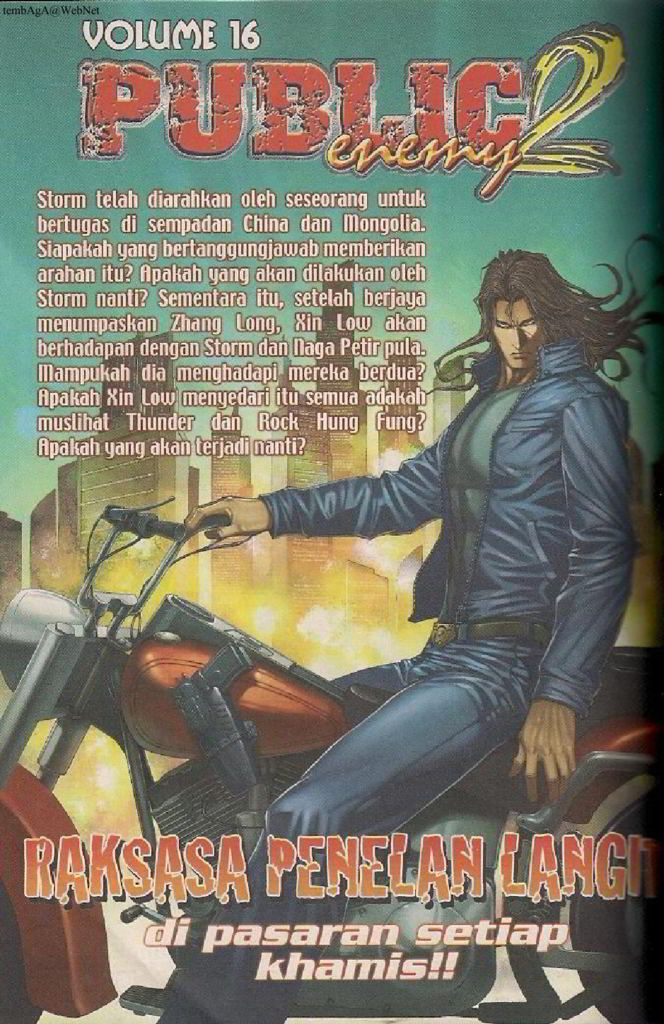 tembAgA@WebNet
VOLUME 16
PUBLIC
enemy 2
Storm telah diarahkan oleh seseorang untuk
bertugas di sempadan China dan Mongolia.
Siapakah yang bertanggungjawab memberikan
arahan itu? Apakah yang akan dilakukan oleh
Storm nanti? Sementara itu, setelah berjaya
menumpaskan Zhang Long, Xin Low akan
berhadapan dengan Storm dan Naga Petir pula.
Mampukah dia menghadapi mereka berdua?
Apakah Xin Low menyedari itu semua adakah
muslihat Thunder dan Rock Hung Fung?
Apakah yang akan terjadi nanti?
RAKSASA PENELAN LANGIT
di pasaran setiap
khamis!!